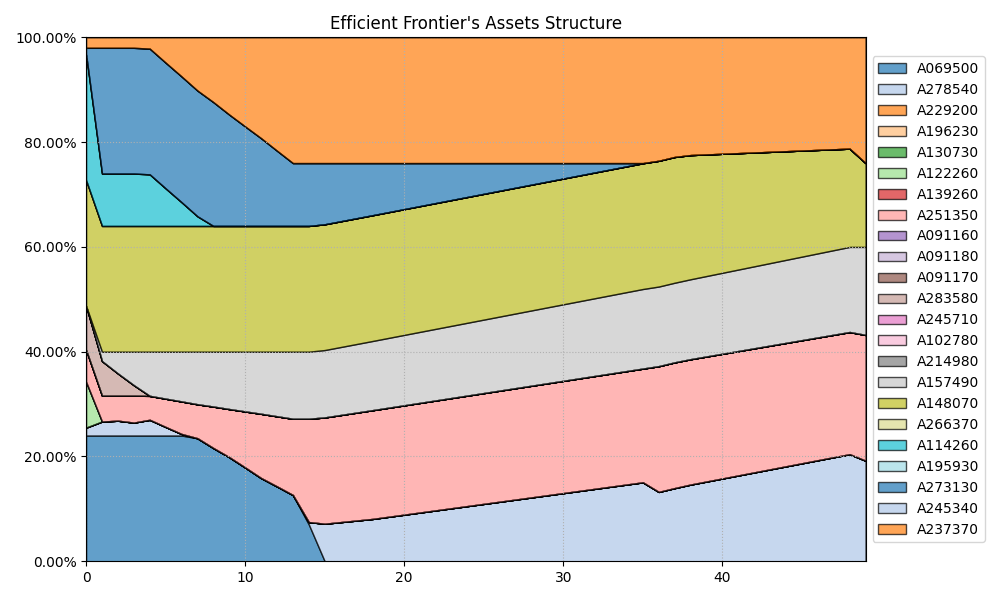 Efficient Frontier's Assets Structure
100.00%
80.00%
60.00%
40.00%
20.00%
0.00%
0
10
20
30
40
A069500
A278540
A229200
A196230
A130730
A122260
A139260
A251350
A091160
A091180
A091170
A283580
A245710
A102780
A214980
A157490
A148070
A266370
A114260
A195930
A273130
A245340
A237370